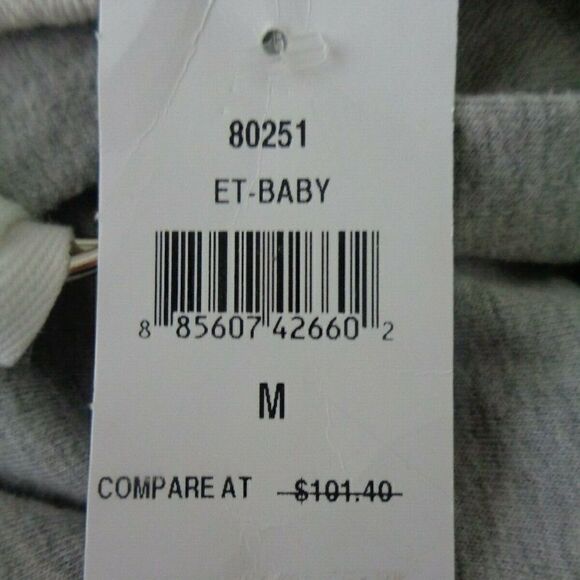 80251
ET-BABY
8 85607 42660 2
M
COMPARE AT $101.40